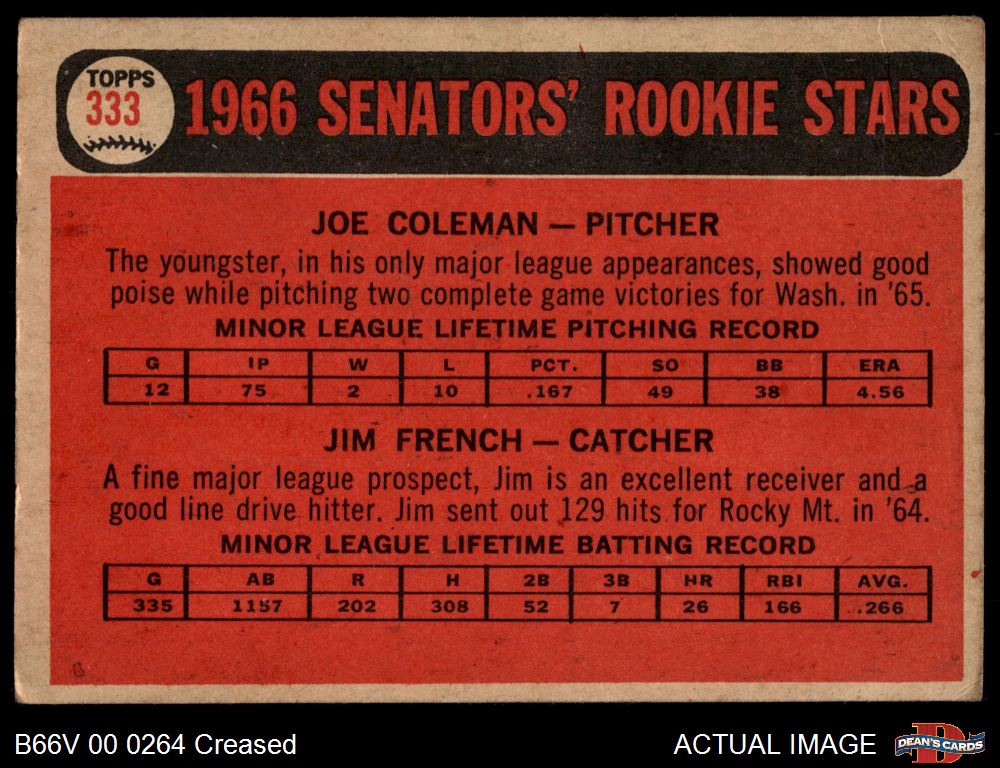 TOPPS
333
1966 SENATORS' ROOKIE STARS
JOE COLEMAN — PITCHER
The youngster, in his only major league appearances, showed good
poise while pitching two complete game victories for Wash. in '65.
MINOR LEAGUE LIFETIME PITCHING RECORD
G IP W L PCT. SO BB ERA
12 75 2 10 .167 49 38 4.56
JIM FRENCH — CATCHER
A fine major league prospect, Jim is an excellent receiver and a
good line drive hitter. Jim sent out 129 hits for Rocky Mt. in '64.
MINOR LEAGUE LIFETIME BATTING RECORD
G AB R H 2B 3B HR RBI AVG.
335 1157 202 308 52 7 26 166 .266
B66V 00 0264 Creased
ACTUAL IMAGE
D
DEAN'S CARDS